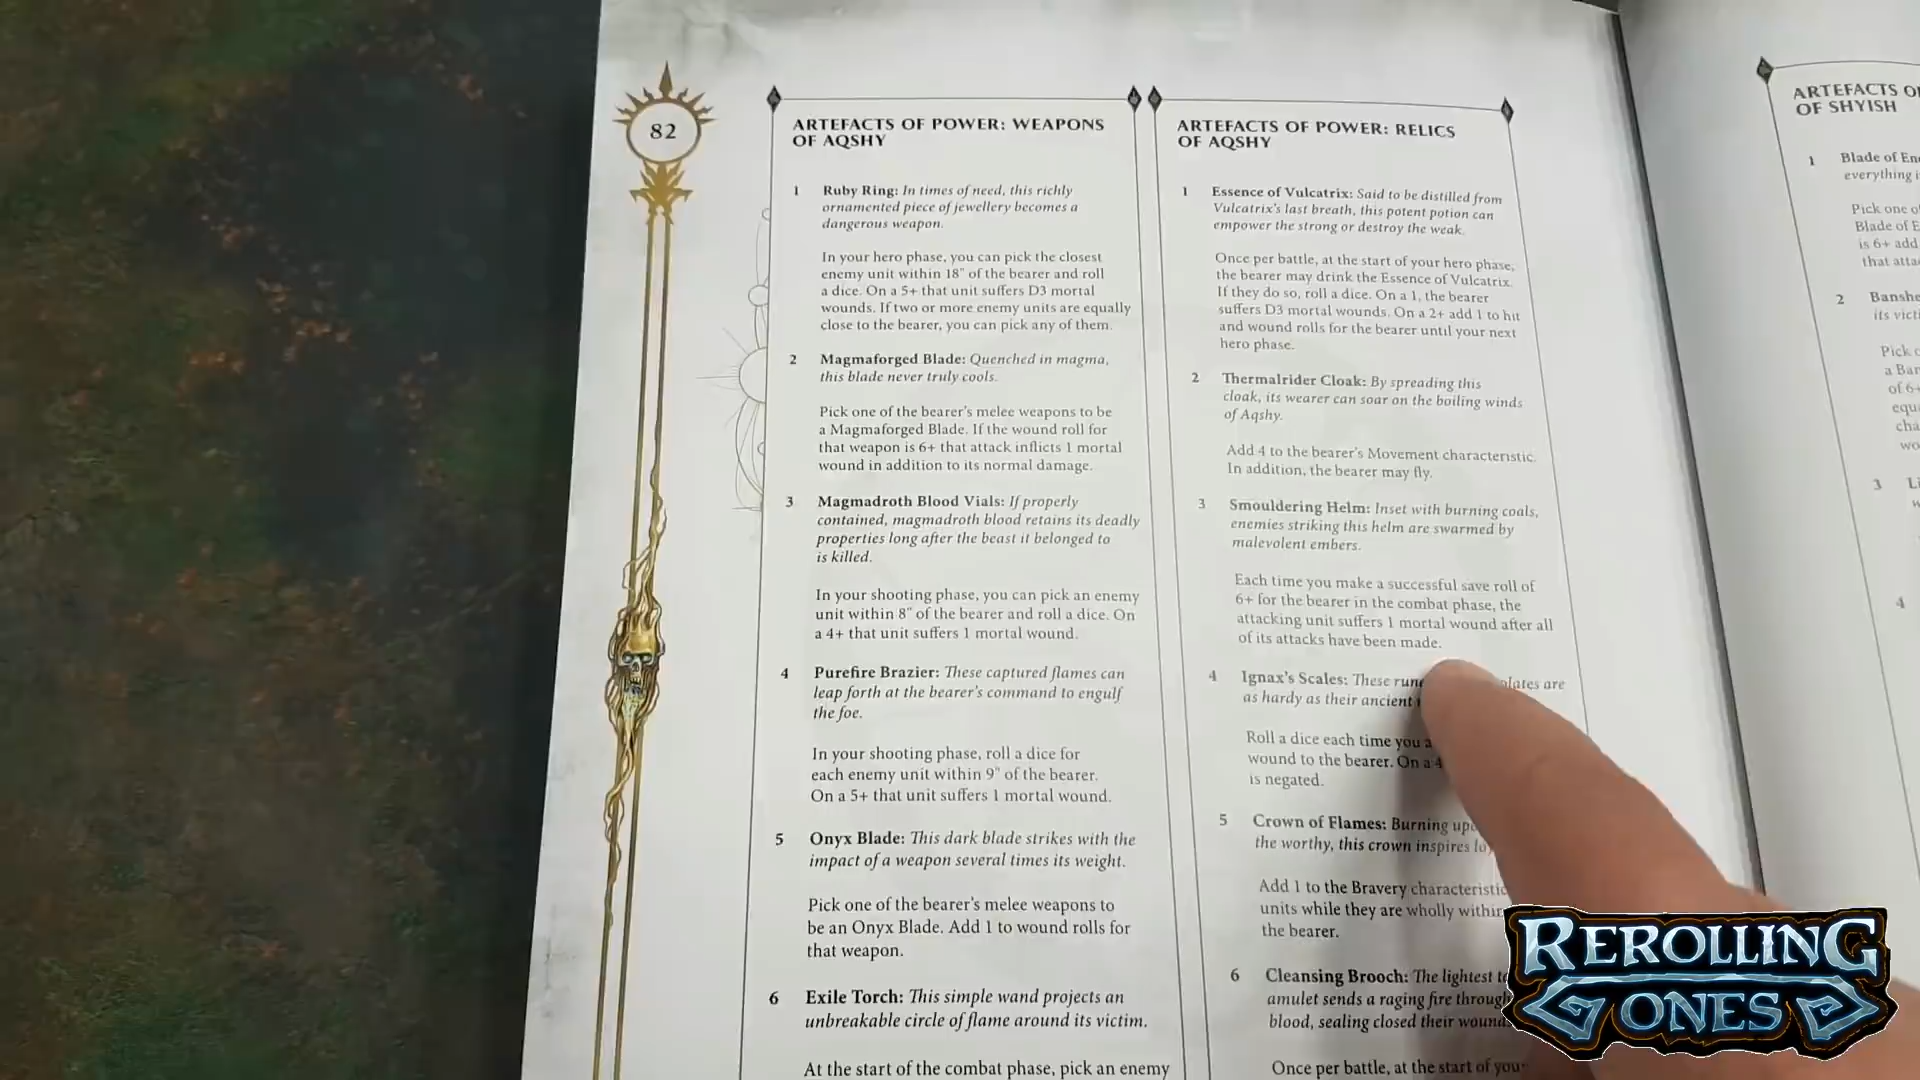 82
ARTEFACTS OF POWER: WEAPONS
OF AQSHY
1 Ruby Ring: In times of need, this richly
ornamented piece of jewellery becomes a
dangerous weapon.
In your hero phase, you can pick the closest
enemy unit within 18" of the bearer and roll
a dice. On a 5+ that unit suffers D3 mortal
wounds. If two or more enemy units are equally
close to the bearer, you can pick any of them.
2 Magmaforged Blade: Quenched in magma,
this blade never truly cools.
Pick one of the bearer's melee weapons to be
a Magmaforged Blade. If the wound roll for
that weapon is 6+ that attack inflicts 1 mortal
wound in addition to its normal damage.
3 Magmadroth Blood Vials: If properly
contained, magmadroth blood retains its deadly
properties long after the beast it belonged to
is killed.
In your shooting phase, you can pick an enemy
unit within 8" of the bearer and roll a dice. On
a 4+ that unit suffers 1 mortal wound.
4 Purefire Brazier: These captured flames can
leap forth at the bearer's command to engulf
the foe.
In your shooting phase, roll a dice for
each enemy unit within 9" of the bearer.
On a 5+ that unit suffers 1 mortal wound.
5 Onyx Blade: This dark blade strikes with the
impact of a weapon several times its weight.
Pick one of the bearer's melee weapons to
be an Onyx Blade. Add 1 to wound rolls for
that weapon.
6 Exile Torch: This simple wand projects an
unbreakable circle of flame around its victim.
At the start of the combat phase, pick an enemy
ARTEFACTS OF POWER: RELICS
OF AQSHY
1 Essence of Vulcatrix: Said to be distilled from
Vulcatrix's last breath, this potent potion can
empower the strong or destroy the weak.
Once per battle, at the start of your hero phase,
the bearer may drink the Essence of Vulcatrix.
If they do so, roll a dice. On a 1, the bearer
suffers D3 mortal wounds. On a 2+ add 1 to hit
and wound rolls for the bearer until your next
hero phase.
2 Thermalrider Cloak: By spreading this
cloak, its wearer can soar on the boiling winds
of Aqshy.
Add 4 to the bearer's Movement characteristic.
In addition, the bearer may fly.
3 Smouldering Helm: Inset with burning coals,
enemies striking this helm are swarmed by
malevolent embers.
Each time you make a successful save roll of
6+ for the bearer in the combat phase, the
attacking unit suffers 1 mortal wound after all
of its attacks have been made.
4 Ignax's Scales: These are
as hardy as their ancient
Roll a dice each time you
wound to the bearer. On a 4
is negated.
5 Crown of Flames: Burning
the worthy, this crown inspires
Add 1 to the Bravery characteristic
units while they are wholly
the bearer.
6 Cleansing Brooch: The lightest
amulet sends a raging fire through
blood, sealing closed their wounds
Once per battle, at the start of your
ARTEFACTS
OF SHYISH
1 Blade of
everything
Pick one
Blade of
is 6+ add
that
2
its
Pick
a
of 6+
3
4
REROLLING
ONES